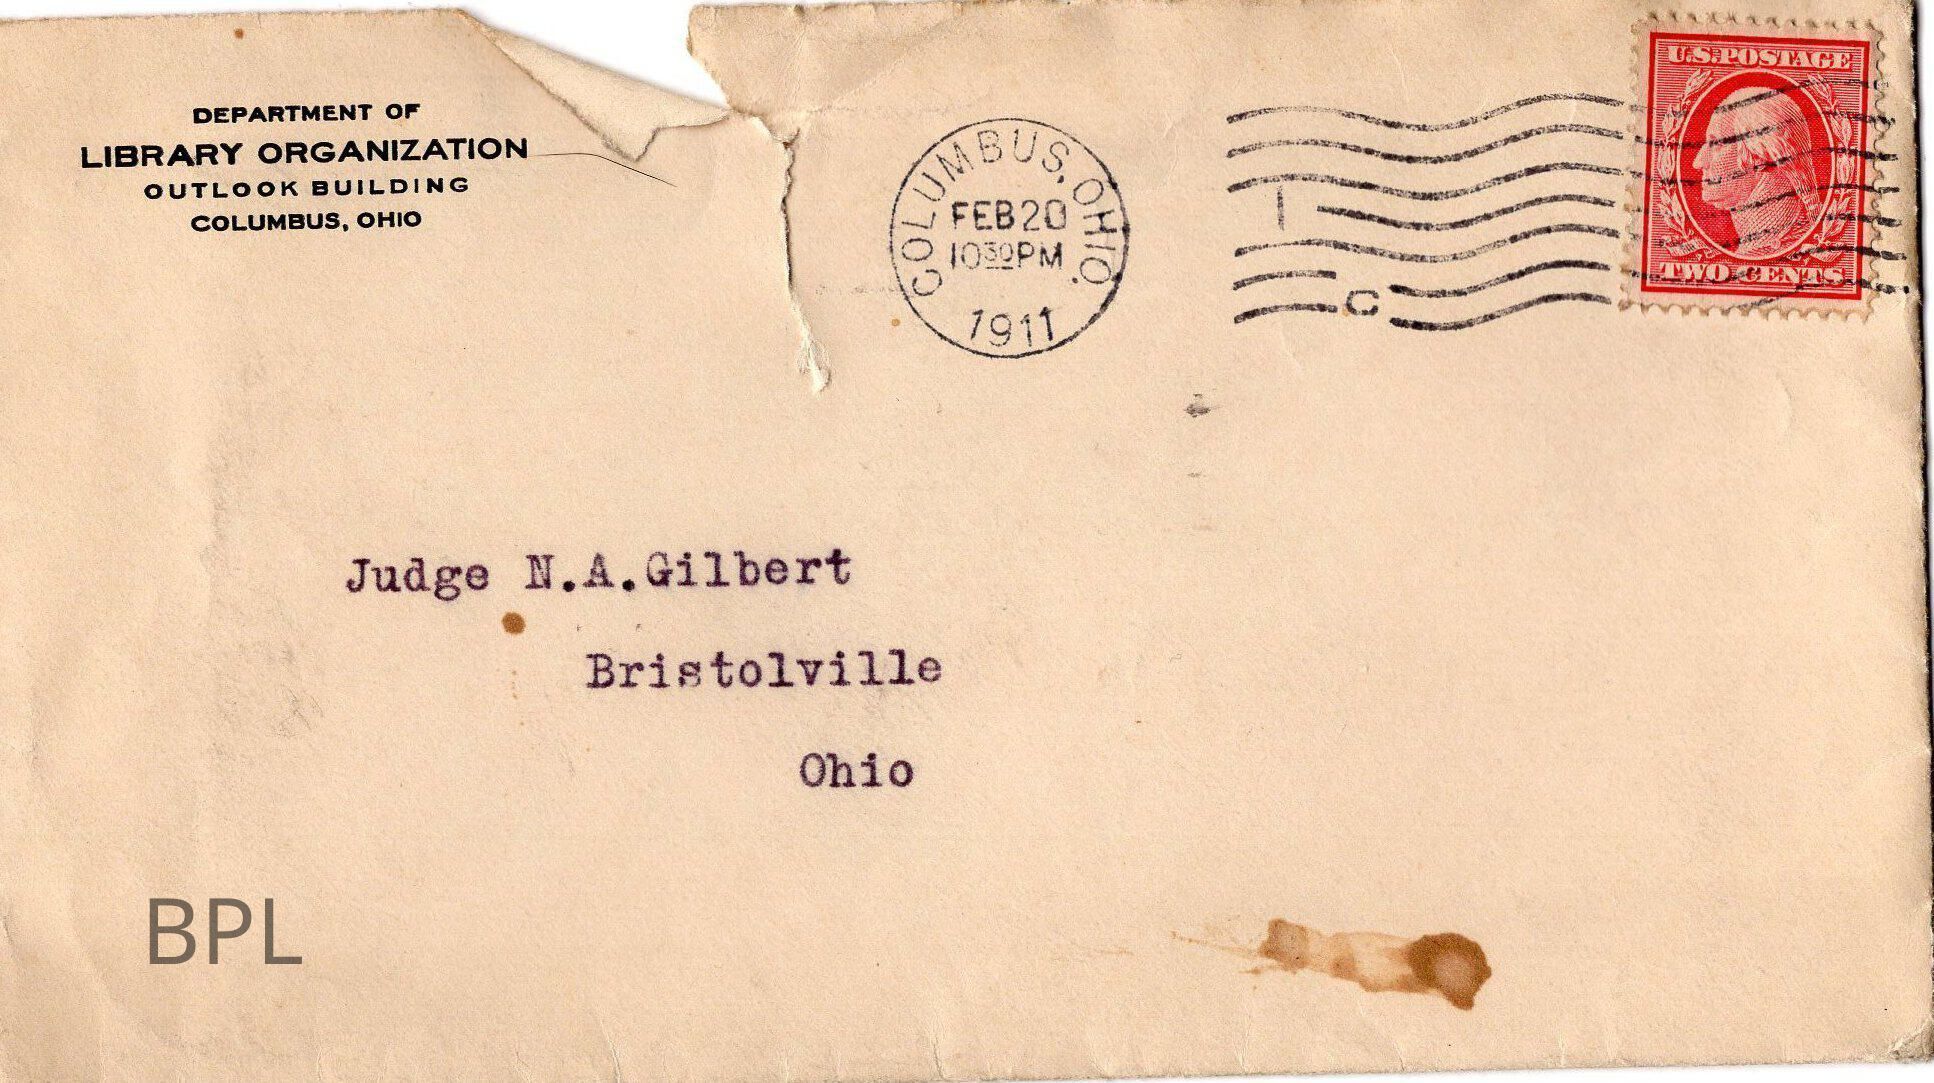 DEPARTMENT OF
LIBRARY ORGANIZATION
OUTLOOK BUILDING
COLUMBUS, OHIO
COLUMBUS, OHIO.
FEB 20
10 30 PM
1911
1
C
U.S. POSTAGE
TWO CENTS
Judge N.A.Gilbert
Bristolville
Ohio
BPL